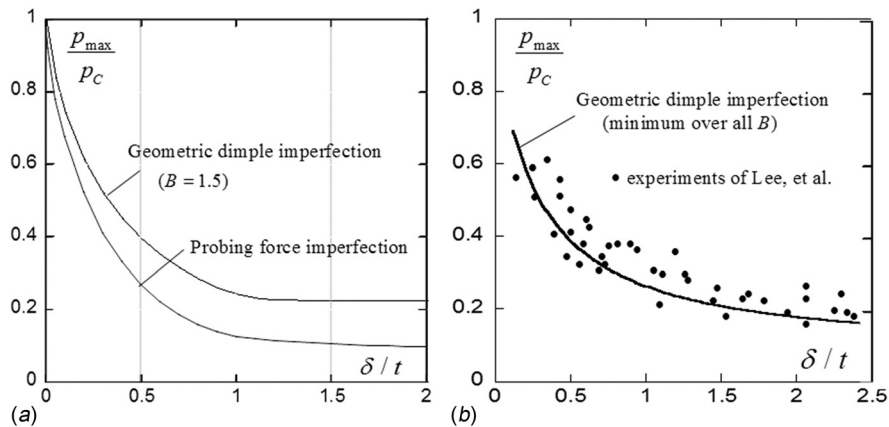 1
0.8
0.6
0.4
0.2
0
p_max
p_C
Geometric dimple imperfection
(B = 1.5)
Probing force imperfection
δ / t
0
0.5
1
1.5
2
(a)
1
0.8
0.6
0.4
0.2
0
p_max
p_C
Geometric dimple imperfection
(minimum over all B)
experiments of Lee, et al.
δ / t
0
0.5
1
1.5
2
2.5
(b)